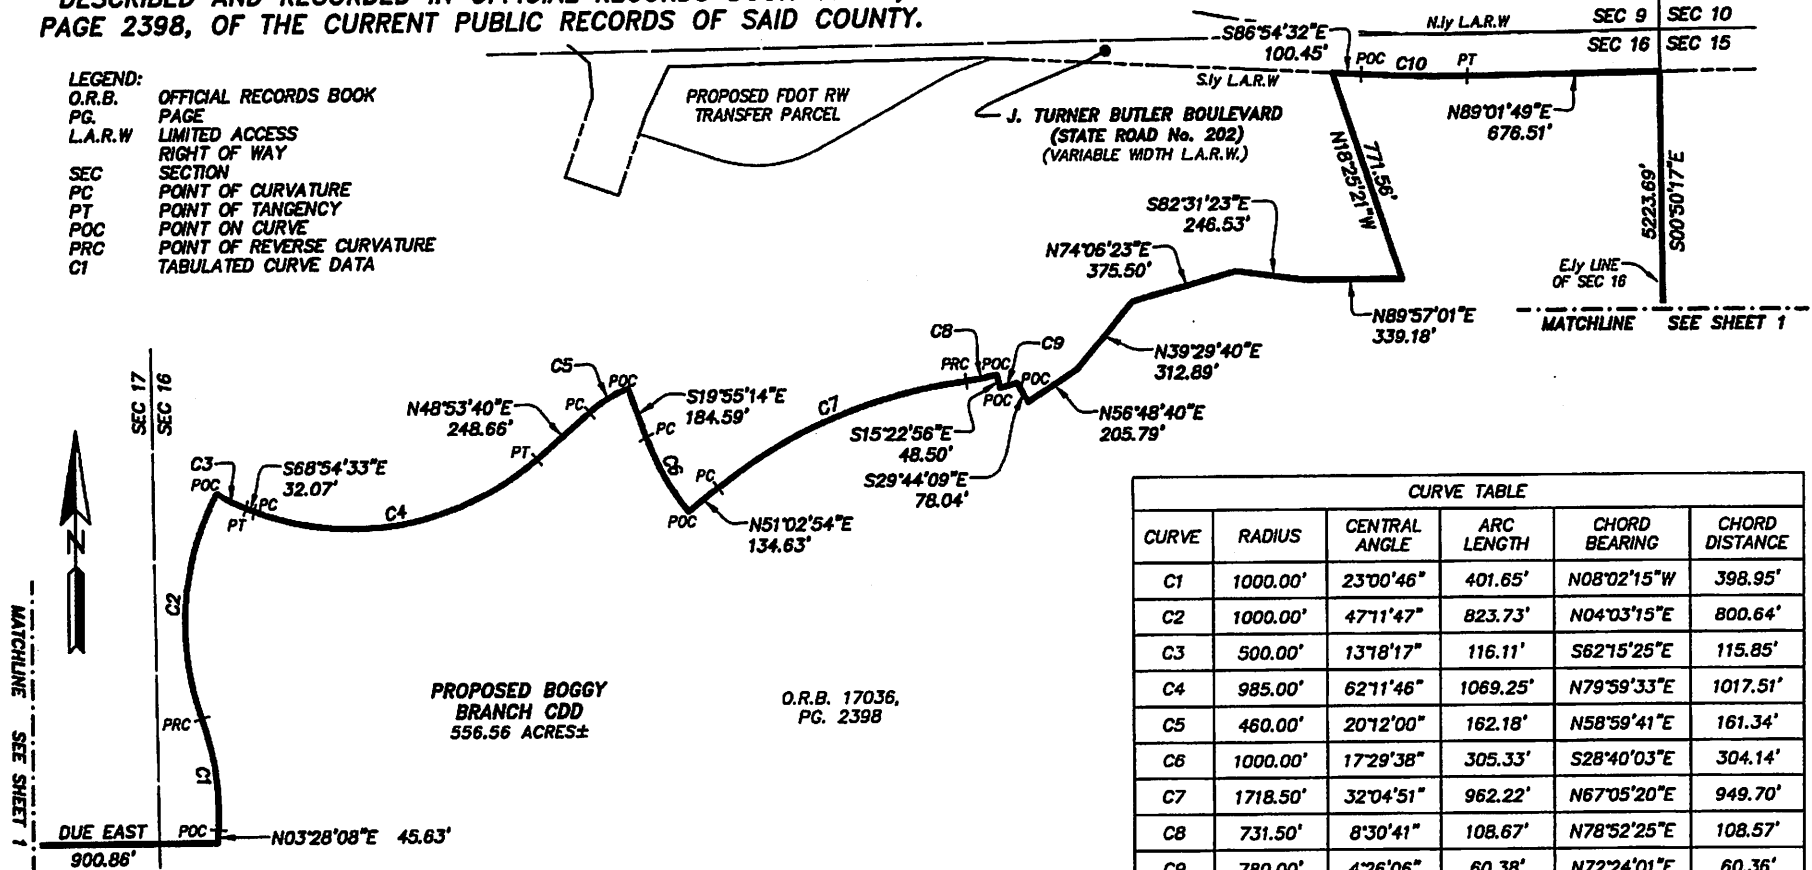 PAGE 2398, OF THE CURRENT PUBLIC RECORDS OF SAID COUNTY.
LEGEND:
O.R.B. OFFICIAL RECORDS BOOK
PG. PAGE
L.A.R.W LIMITED ACCESS
RIGHT OF WAY
SEC SECTION
PC POINT OF CURVATURE
PT POINT OF TANGENCY
POC POINT ON CURVE
PRC POINT OF REVERSE CURVATURE
C1 TABULATED CURVE DATA
PROPOSED FDOT RW
TRANSFER PARCEL
J. TURNER BUTLER BOULEVARD
(STATE ROAD No. 202)
(VARIABLE WIDTH L.A.R.W.)
N.ly L.A.R.W
S.ly L.A.R.W
SEC 9 SEC 10
SEC 16 SEC 15
S86°54'32"E
100.45'
POC
C10
PT
N89°01'49"E
676.51'
771.56'
N18°25'21"W
5223.69'
S00°50'17"E
E.ly LINE
OF SEC 16
MATCHLINE SEE SHEET 1
S82°31'23"E
246.53'
N74°06'23"E
375.50'
N89°57'01"E
339.18'
N39°29'40"E
312.89'
N56°48'40"E
205.79'
C8
C9
PRC
POC
POC
POC
S15°22'56"E
48.50'
S29°44'09"E
78.04'
C7
C5
POC
PC
S19°55'14"E
184.59'
PC
C6
PC
POC
N51°02'54"E
134.63'
N48°53'40"E
248.66'
PT
C4
SEC 17
SEC 16
C3
S68°54'33"E
32.07'
POC
PC
PT
N
C2
PRC
C1
MATCHLINE SEE SHEET 1
DUE EAST
900.86'
POC
N03°28'08"E 45.63'
PROPOSED BOGGY
BRANCH CDD
556.56 ACRES±
O.R.B. 17036,
PG. 2398
CURVE TABLE
CURVE RADIUS CENTRAL ANGLE ARC LENGTH CHORD BEARING CHORD DISTANCE
C1 1000.00' 23°00'46" 401.65' N08°02'15"W 398.95'
C2 1000.00' 47°11'47" 823.73' N04°03'15"E 800.64'
C3 500.00' 13°18'17" 116.11' S62°15'25"E 115.85'
C4 985.00' 62°11'46" 1069.25' N79°59'33"E 1017.51'
C5 460.00' 20°12'00" 162.18' N58°59'41"E 161.34'
C6 1000.00' 17°29'38" 305.33' S28°40'03"E 304.14'
C7 1718.50' 32°04'51" 962.22' N67°05'20"E 949.70'
C8 731.50' 8°30'41" 108.67' N78°52'25"E 108.57'
C9 780.00' 4°26'06" 60.38' N72°24'01"E 60.36'